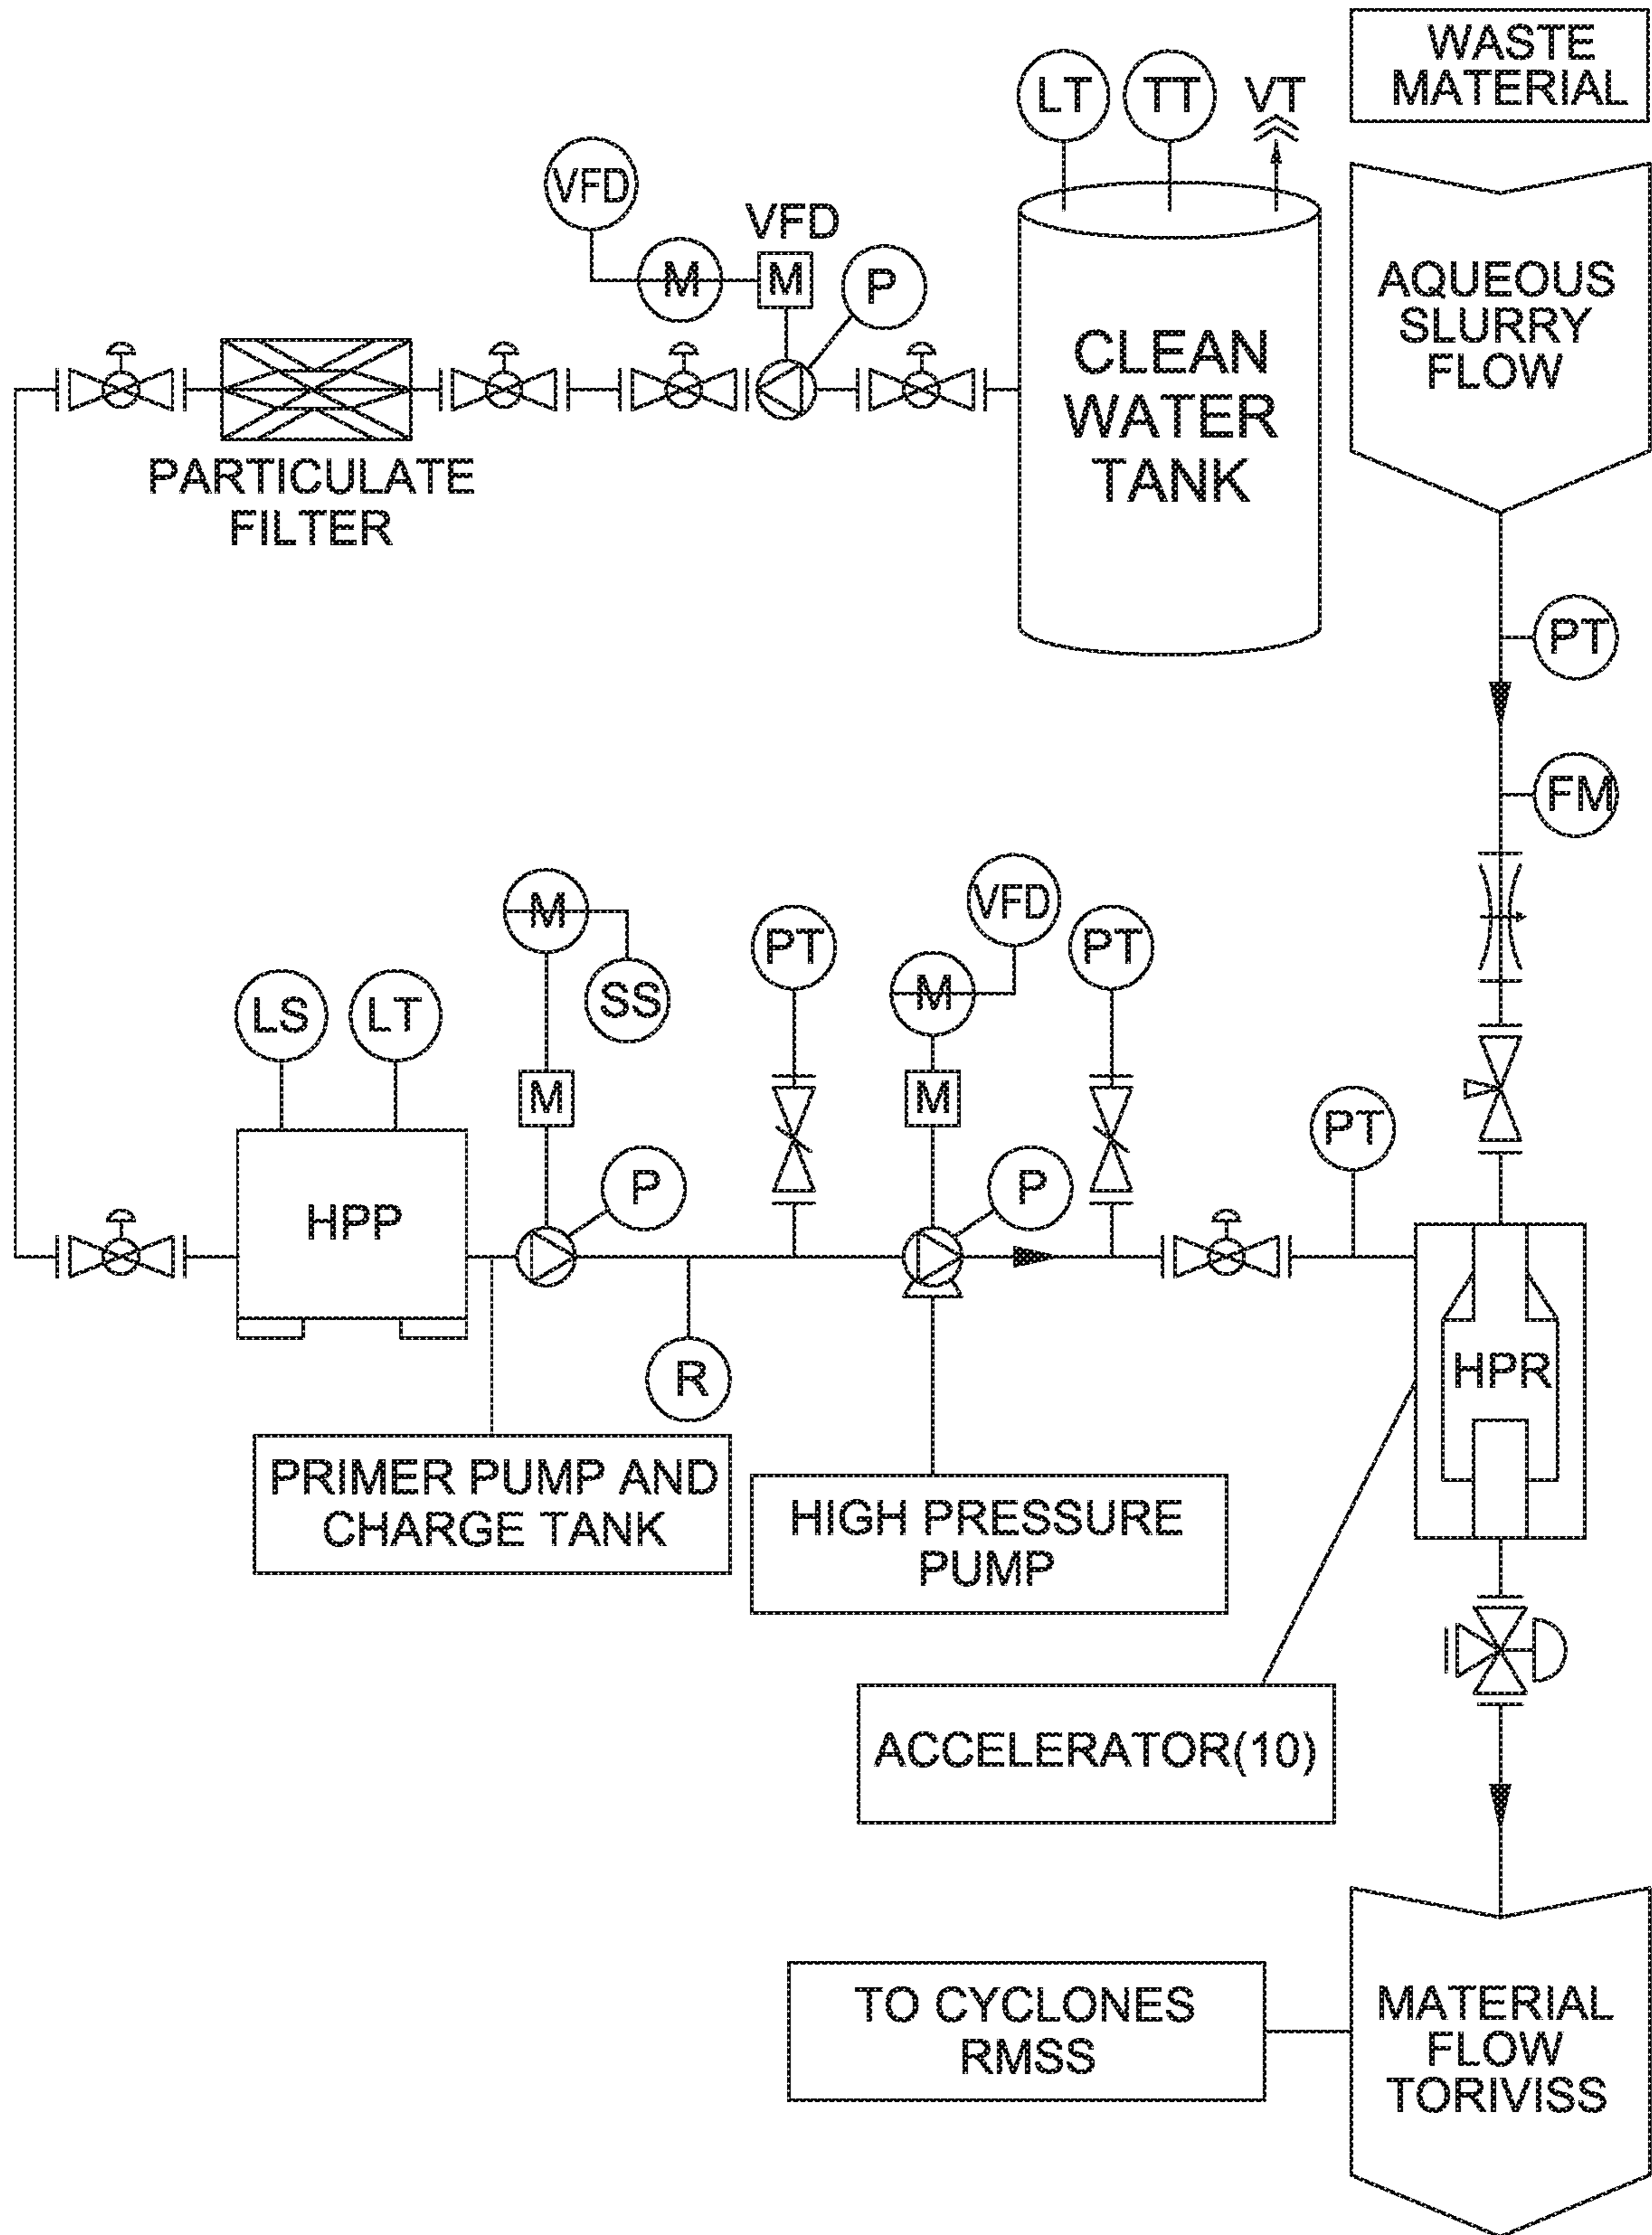 WASTE
MATERIAL
LT
TT
VT
VFD
VFD
M
M
P
AQUEOUS
SLURRY
FLOW
CLEAN
WATER
TANK
PARTICULATE
FILTER
PT
FM
M
VFD
PT
PT
SS
M
LS
LT
M
M
PT
P
P
HPP
R
HPR
PRIMER PUMP AND
CHARGE TANK
HIGH PRESSURE
PUMP
ACCELERATOR(10)
TO CYCLONES
RMSS
MATERIAL
FLOW
TORIVISS